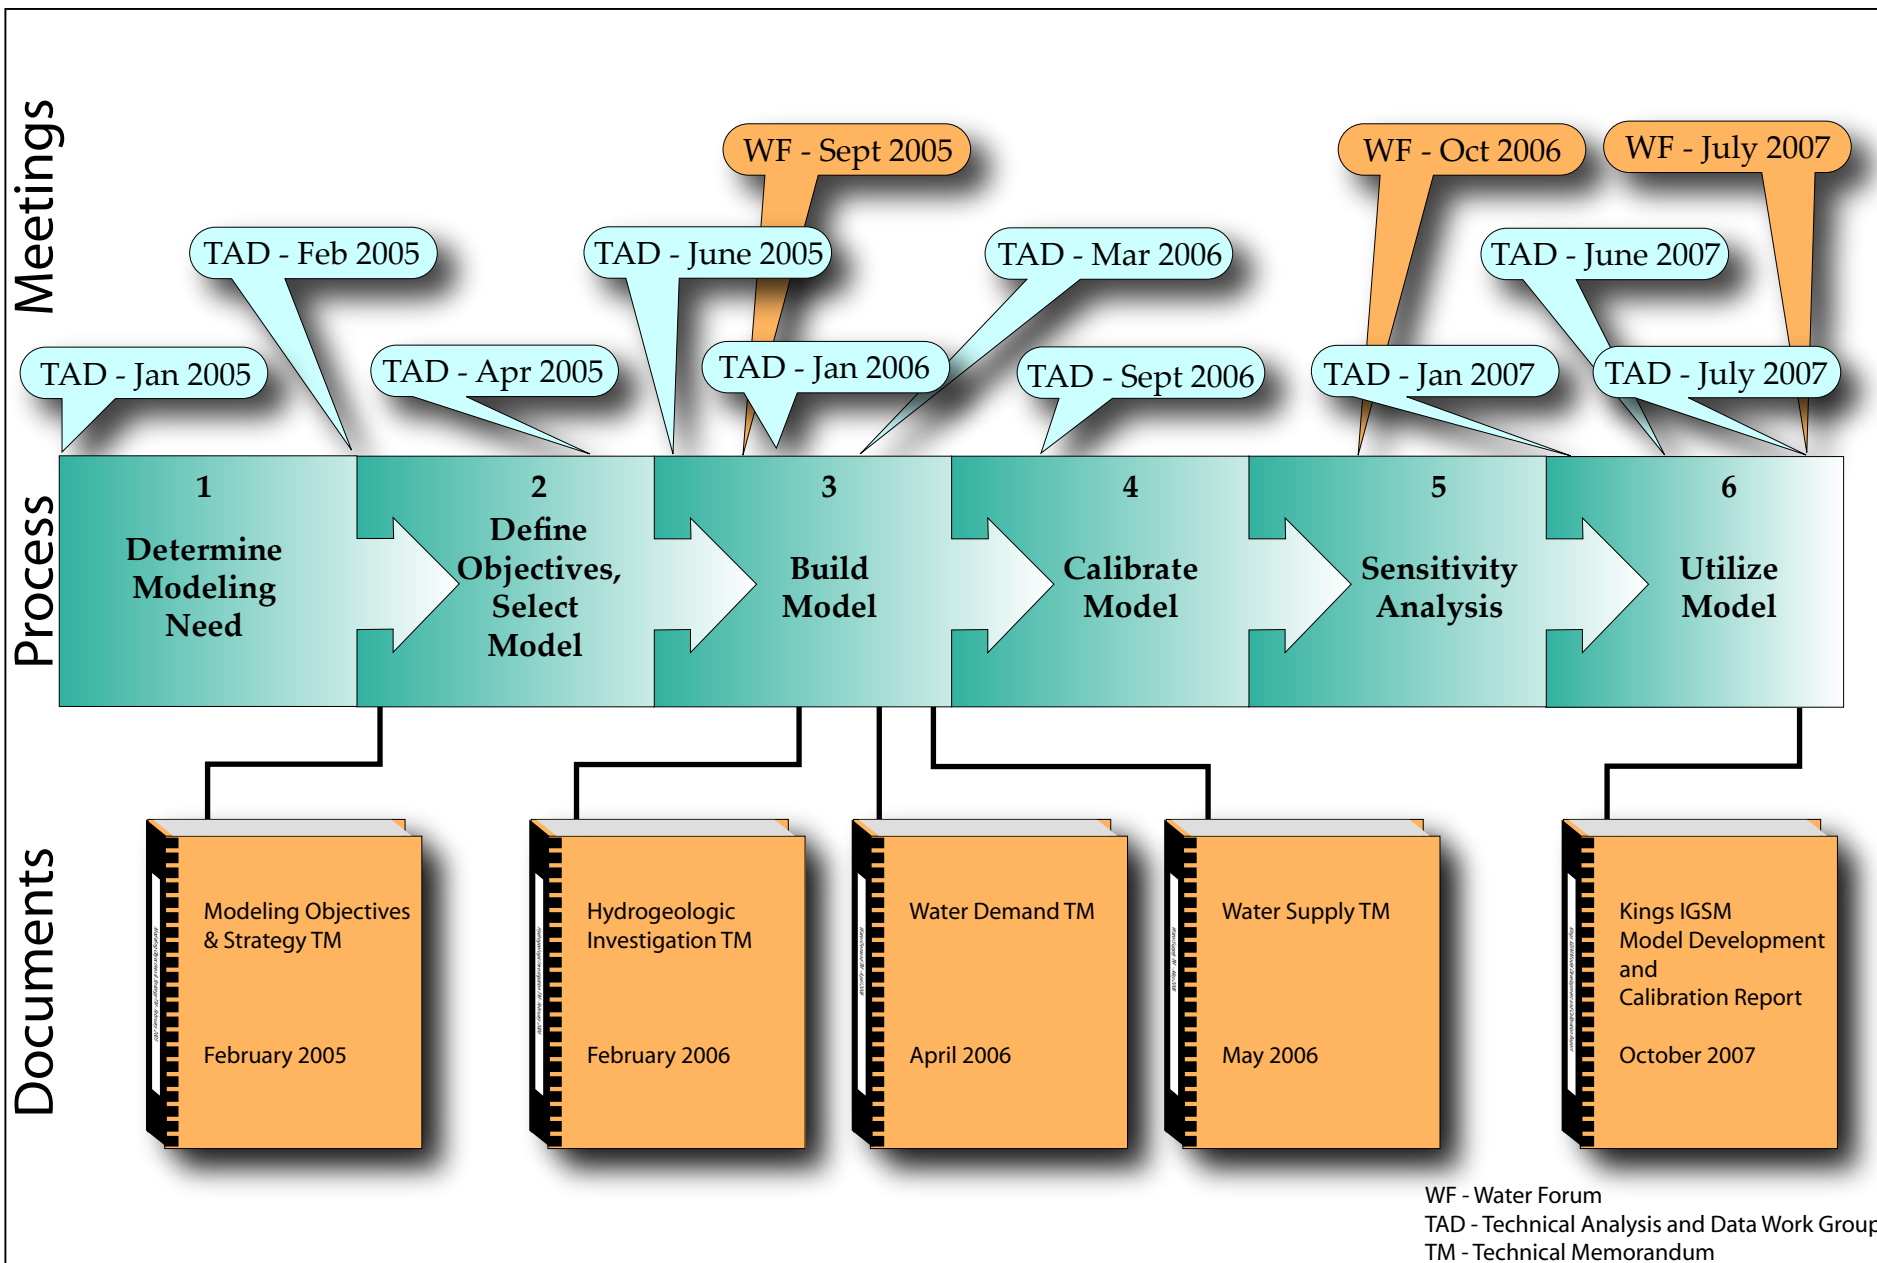 Meetings
WF - Sept 2005
WF - Oct 2006
WF - July 2007
TAD - Feb 2005
TAD - June 2005
TAD - Mar 2006
TAD - June 2007
TAD - Jan 2005
TAD - Apr 2005
TAD - Jan 2006
TAD - Sept 2006
TAD - Jan 2007
TAD - July 2007
Process
1
Determine
Modeling
Need
2
Define
Objectives,
Select
Model
3
Build
Model
4
Calibrate
Model
5
Sensitivity
Analysis
6
Utilize
Model
Documents
Modeling Objectives
& Strategy TM
February 2005
Hydrogeologic
Investigation TM
February 2006
Water Demand TM
April 2006
Water Supply TM
May 2006
Kings IGSM
Model Development
and
Calibration Report
October 2007
WF - Water Forum
TAD - Technical Analysis and Data Work Group
TM - Technical Memorandum